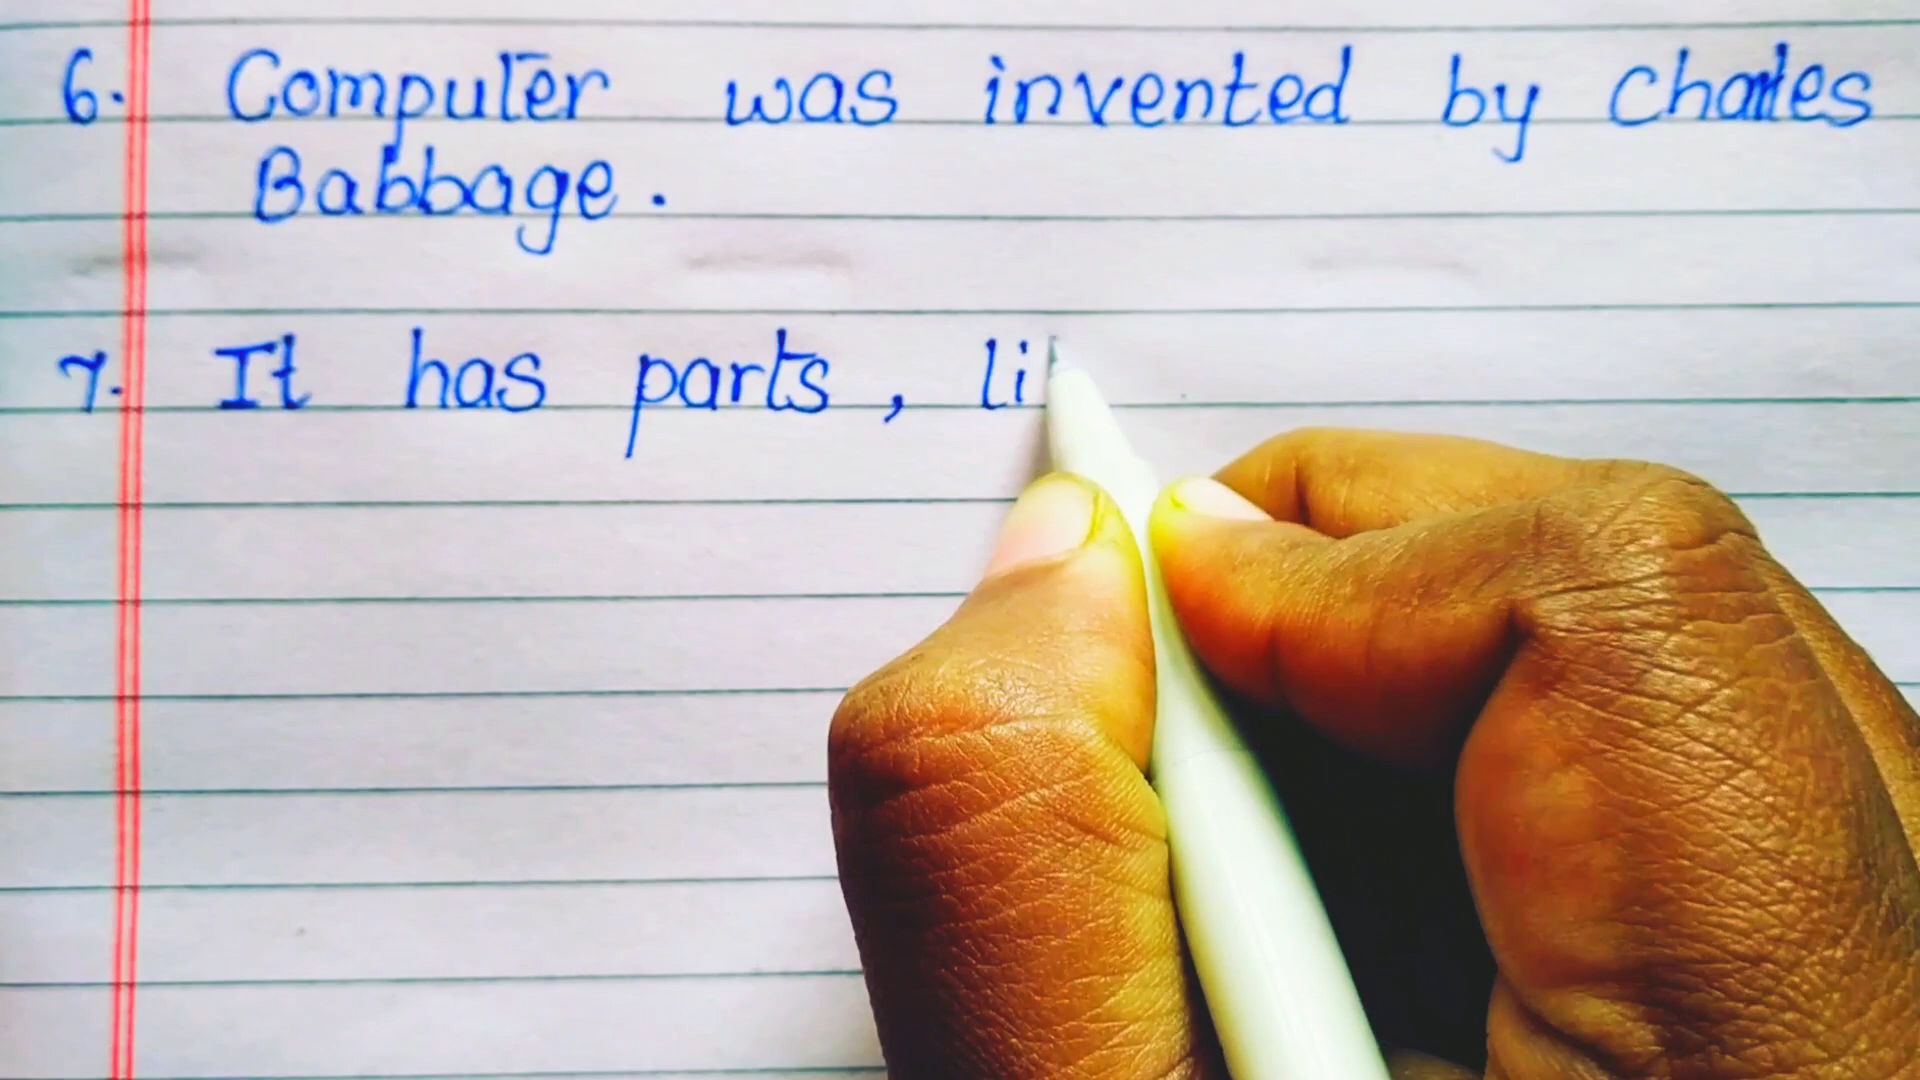 6. Computer was invented by Charles
Babbage.
7. It has parts, li